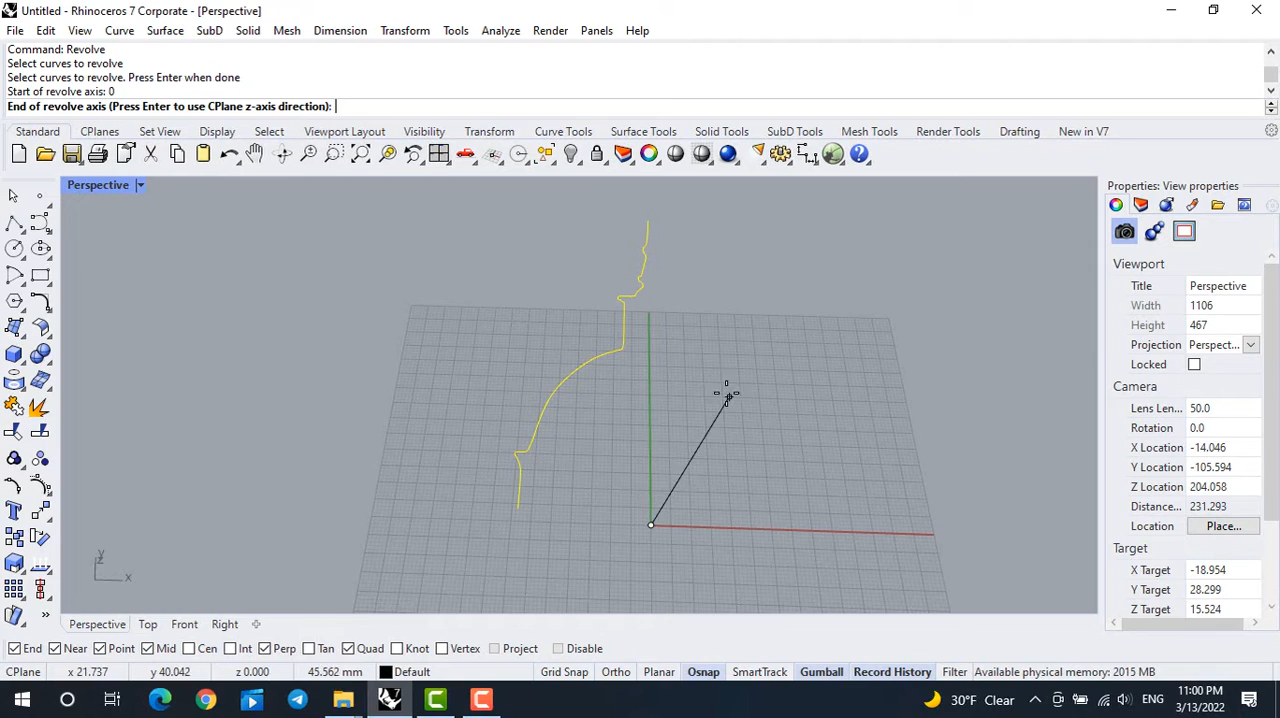 Untitled - Rhinoceros 7 Corporate - [Perspective]
File Edit View Curve Surface SubD Solid Mesh Dimension Transform Tools Analyze Render Panels Help
Command: Revolve
Select curves to revolve
Select curves to revolve. Press Enter when done
Start of revolve axis: 0
End of revolve axis (Press Enter to use CPlane z-axis direction):
Standard CPlanes Set View Display Select Viewport Layout Visibility Transform Curve Tools Surface Tools Solid Tools SubD Tools Mesh Tools Render Tools Drafting New in V7
Perspective
Properties: View properties
Viewport
Title Perspective
Width 1106
Height 467
Projection Perspect...
Locked
Camera
Lens Len... 50.0
Rotation 0.0
X Location -14.046
Y Location -105.594
Z Location 204.058
Distance... 231.293
Location Place...
Target
X Target -18.954
Y Target 28.299
Z Target 15.524
y
z
x
Perspective Top Front Right
End Near Point Mid Cen Int Perp Tan Quad Knot Vertex Project Disable
CPlane x 21.737 y 40.042 z 0.000 45.562 mm Default Grid Snap Ortho Planar Osnap SmartTrack Gumball Record History Filter Available physical memory: 2015 MB
30°F Clear ENG 11:00 PM
3/13/2022